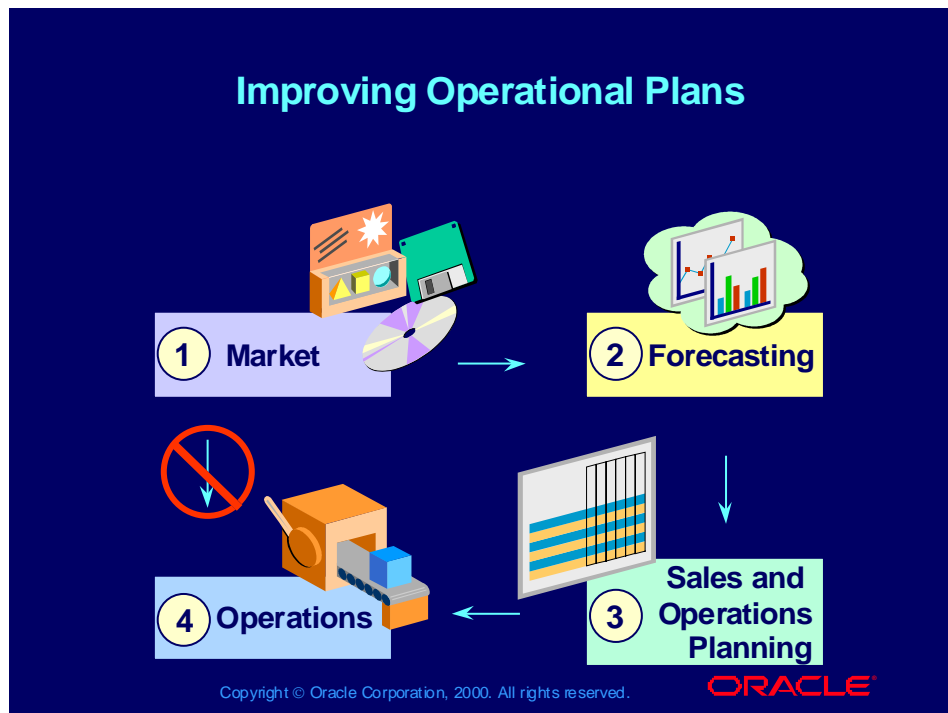 Improving Operational Plans
1 Market
2 Forecasting
4 Operations
3 Sales and
Operations
Planning
Copyright © Oracle Corporation, 2000. All rights reserved.
ORACLE®